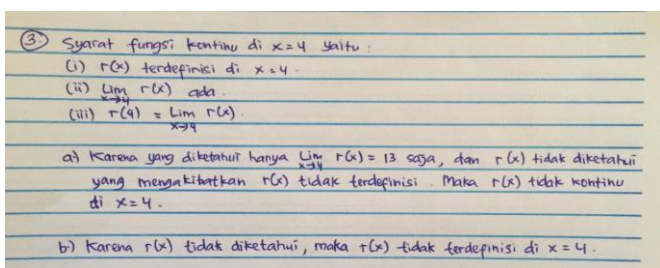 3. Syarat fungsi kontinu di x=4 yaitu :
(i) r(x) terdefinisi di x=4.
(ii) Lim x→4 r(x) ada.
(iii) r(4) = Lim x→4 r(x).
a) Karena yang diketahui hanya Lim x→4 r(x) = 13 saja, dan r(x) tidak diketahui
yang mengakibatkan r(x) tidak terdefinisi. Maka r(x) tidak kontinu
di x=4.
b) Karena r(x) tidak diketahui, maka r(x) tidak terdefinisi di x=4.